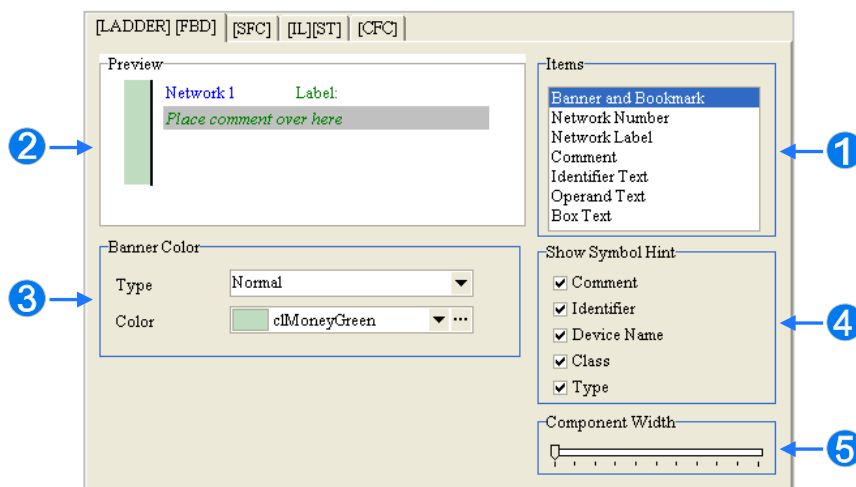 [LADDER] [FBD] [SFC] [IL][ST] [CFC]
Preview
Network 1 Label:
Place comment over here
2
Items
Banner and Bookmark
Network Number
Network Label
Comment
Identifier Text
Operand Text
Box Text
1
Banner Color
Type Normal
Color clMoneyGreen ...
3
Show Symbol Hint
Comment
Identifier
Device Name
Class
Type
4
Component Width
5